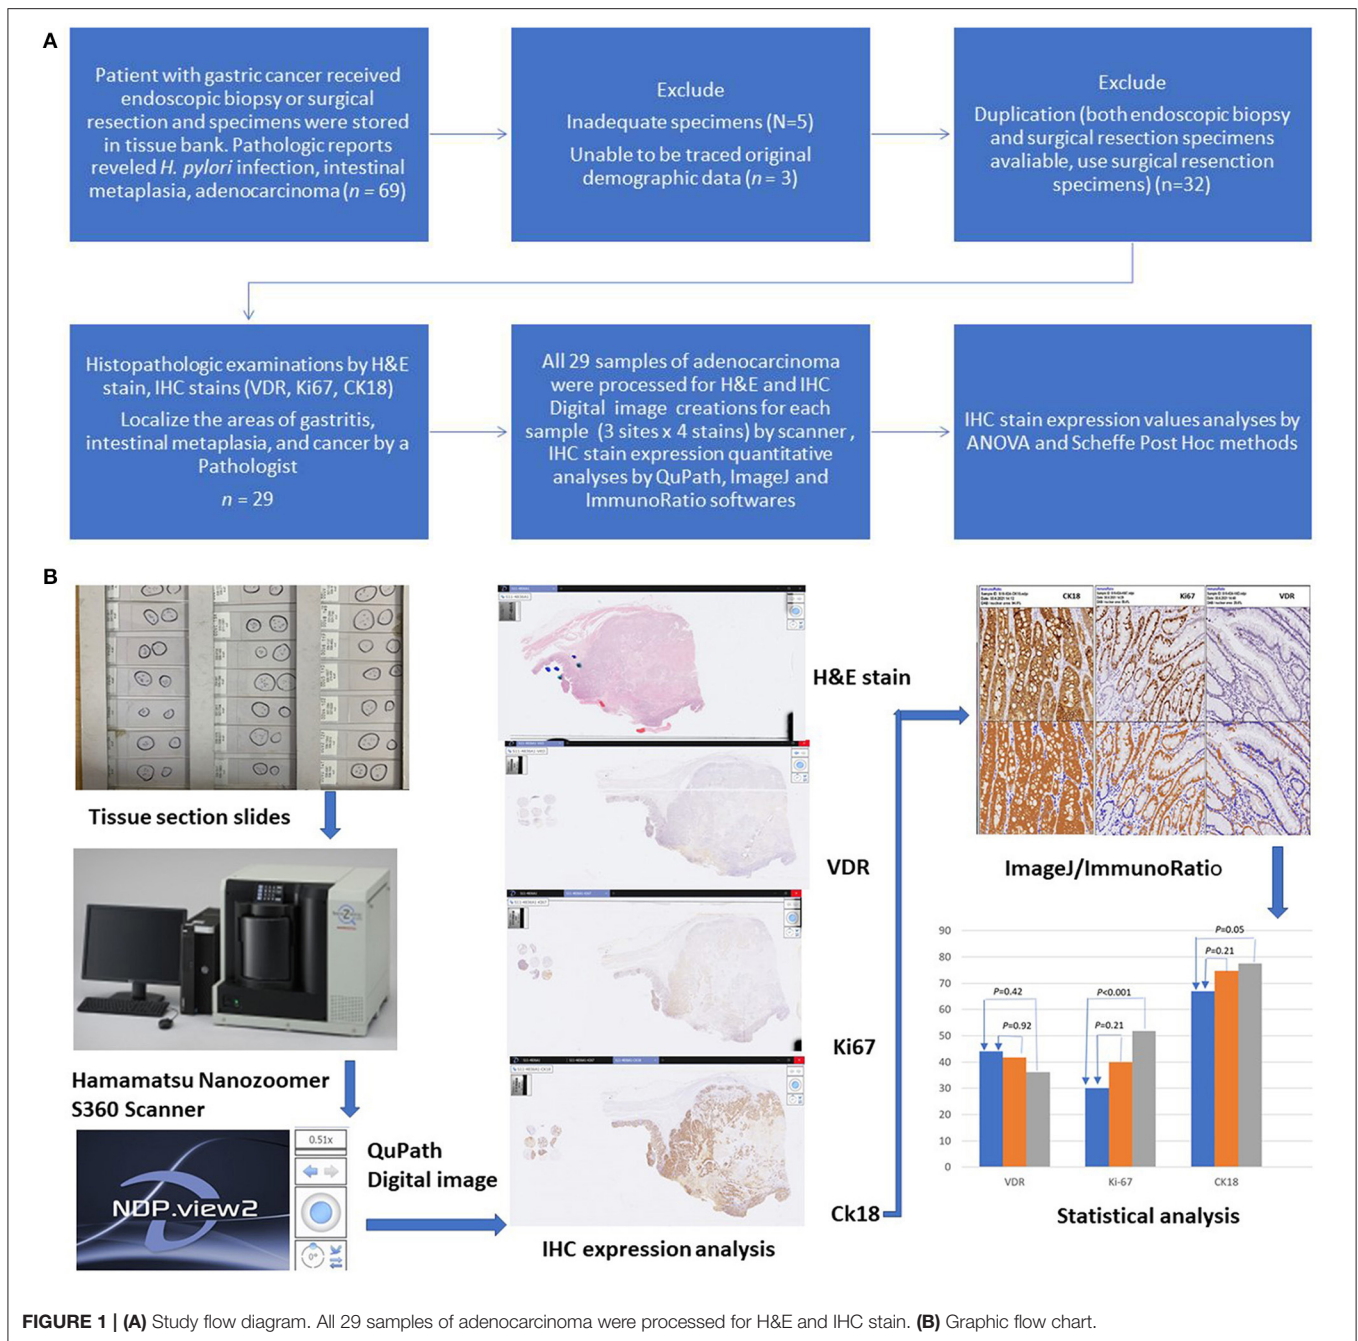 A
Patient with gastric cancer received
endoscopic biopsy or surgical
resection and specimens were stored
in tissue bank. Pathologic reports
reveled H. pylori infection, intestinal
metaplasia, adenocarcinoma (n = 69)
Exclude
Inadequate specimens (N=5)
Unable to be traced original
demographic data (n = 3)
Exclude
Duplication (both endoscopic biopsy
and surgical resection specimens
avaliable, use surgical resenction
specimens) (n=32)
Histopathologic examinations by H&E
stain, IHC stains (VDR, Ki67, CK18)
Localize the areas of gastritis,
intestinal metaplasia, and cancer by a
Pathologist
n = 29
All 29 samples of adenocarcinoma
were processed for H&E and IHC
Digital image creations for each
sample (3 sites x 4 stains) by scanner ,
IHC stain expression quantitative
analyses by QuPath, ImageJ and
ImmunoRatio softwares
IHC stain expression values analyses by
ANOVA and Scheffe Post Hoc methods
B
Tissue section slides
Hamamatsu Nanozoomer
S360 Scanner
NDP.view2
0.51x
0°
QuPath
Digital image
H&E stain
VDR
Ki67
Ck18
IHC expression analysis
CK18
Ki67
VDR
ImageJ/ImmunoRatio
90
80
70
60
50
40
30
20
10
0
P=0.42
P=0.92
P<0.001
P=0.21
P=0.05
P=0.21
VDR
Ki-67
CK18
Statistical analysis
FIGURE 1 | (A) Study flow diagram. All 29 samples of adenocarcinoma were processed for H&E and IHC stain. (B) Graphic flow chart.